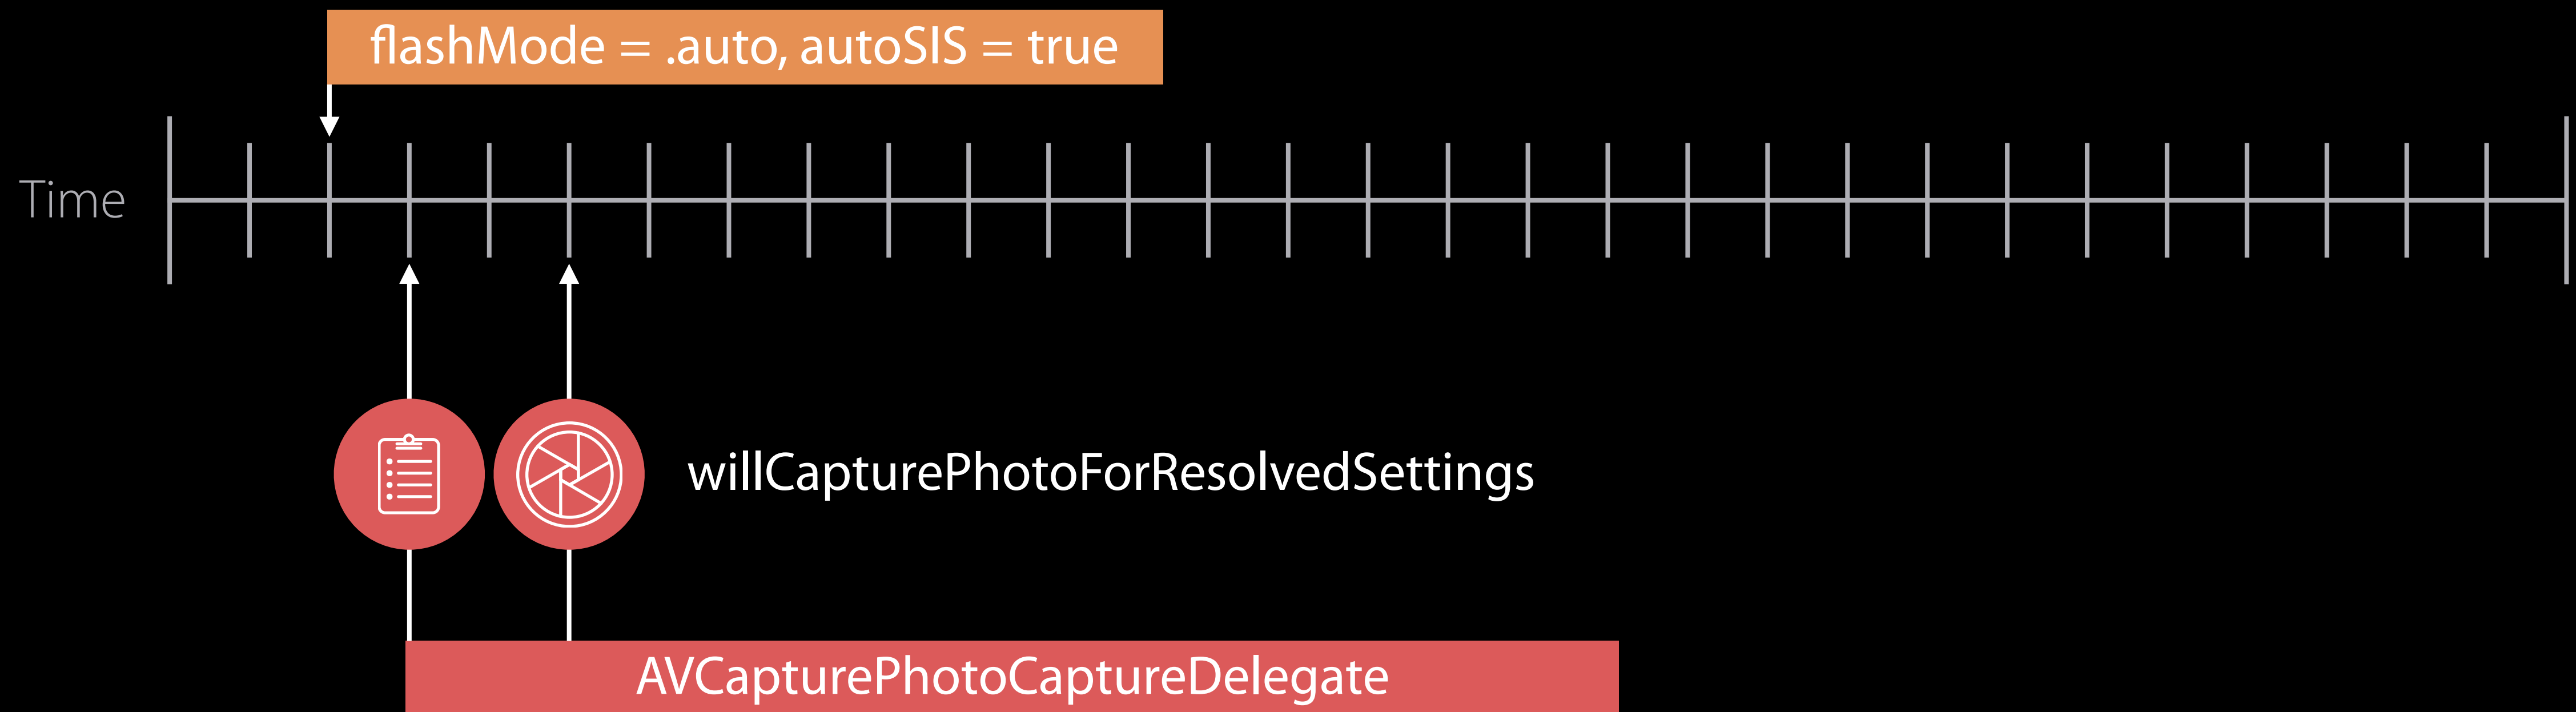 flashMode = .auto, autoSIS = true
Time
willCapturePhotoForResolvedSettings
AVCapturePhotoCaptureDelegate